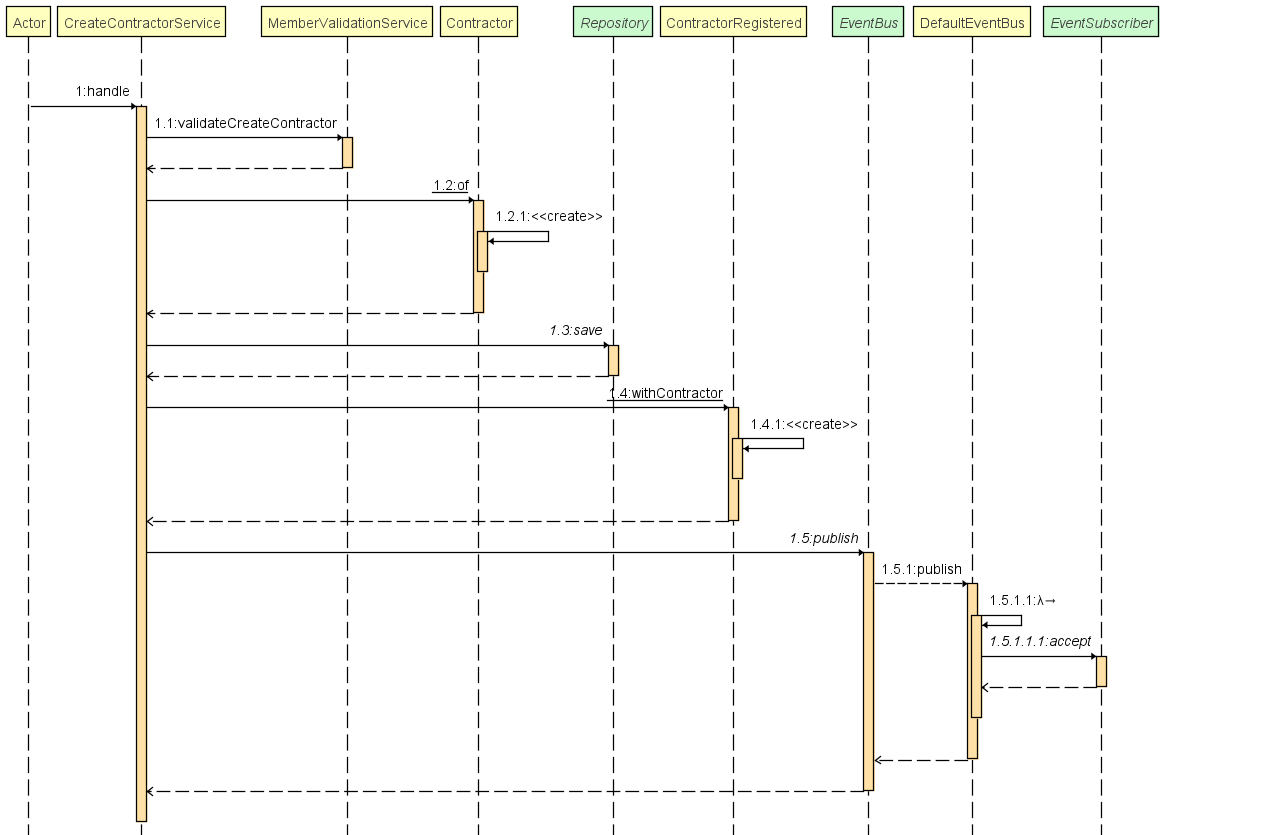 Actor CreateContractorService MemberValidationService Contractor Repository ContractorRegistered EventBus DefaultEventBus EventSubscriber
1:handle
1.1:validateCreateContractor
1.2:of
1.2.1:<<create>>
1.3:save
1.4:withContractor
1.4.1:<<create>>
1.5:publish
1.5.1:publish
1.5.1.1:λ→
1.5.1.1.1:accept